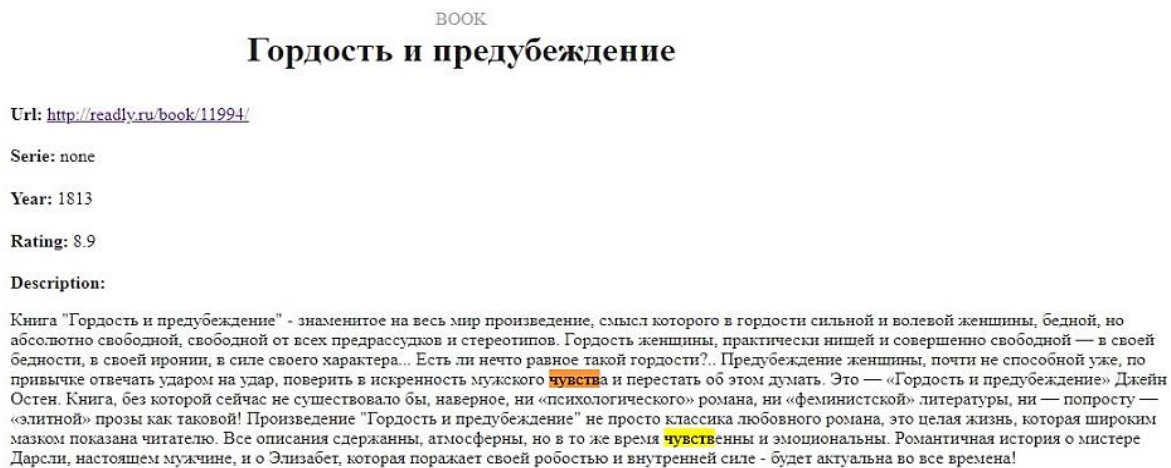 BOOK
Гордость и предубеждение
Url: http://readly.ru/book/11994/
Serie: none
Year: 1813
Rating: 8.9
Description:
Книга "Гордость и предубеждение" - знаменитое на весь мир произведение, смысл которого в гордости сильной и волевой женщины, бедной, но
абсолютно свободной, свободной от всех предрассудков и стереотипов. Гордость женщины, практически нищей и совершенно свободной — в своей
бедности, в своей иронии, в силе своего характера... Есть ли нечто равное такой гордости?.. Предубеждение женщины, почти не способной уже, по
привычке отвечать ударом на удар, поверить в искренность мужского чувства и перестать об этом думать. Это — «Гордость и предубеждение» Джейн
Остен. Книга, без которой сейчас не существовало бы, наверное, ни «психологического» романа, ни «феминистской» литературы, ни — попросту —
«элитной» прозы как таковой! Произведение "Гордость и предубеждение" не просто классика любовного романа, это целая жизнь, которая широким
мазком показана читателю. Все описания сдержанны, атмосферны, но в то же время чувственны и эмоциональны. Романтичная история о мистере
Дарсли, настоящем мужчине, и о Элизабет, которая поражает своей робостью и внутренней силе - будет актуальна во все времена!